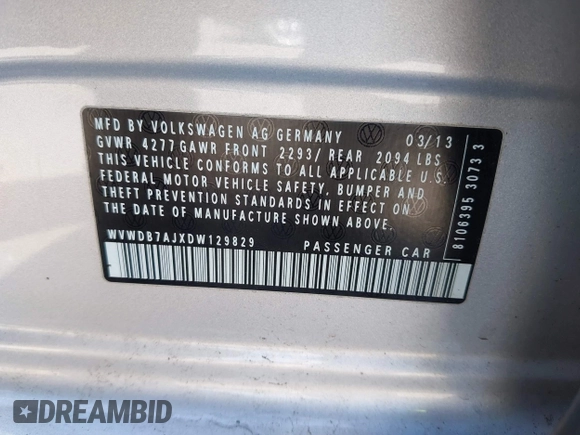 MFD BY VOLKSWAGEN AG GERMANY 03/13
GVWR 4277 GAWR FRONT 2293/ REAR 2094 LBS
THIS VEHICLE CONFORMS TO ALL APPLICABLE U.S.
FEDERAL MOTOR VEHICLE SAFETY, BUMPER AND
THEFT PREVENTION STANDARDS IN EFFECT ON
THE DATE OF MANUFACTURE SHOWN ABOVE.
WVWDB7AJXDW129829 PASSENGER CAR
8106395 3073 3
DREAMBID